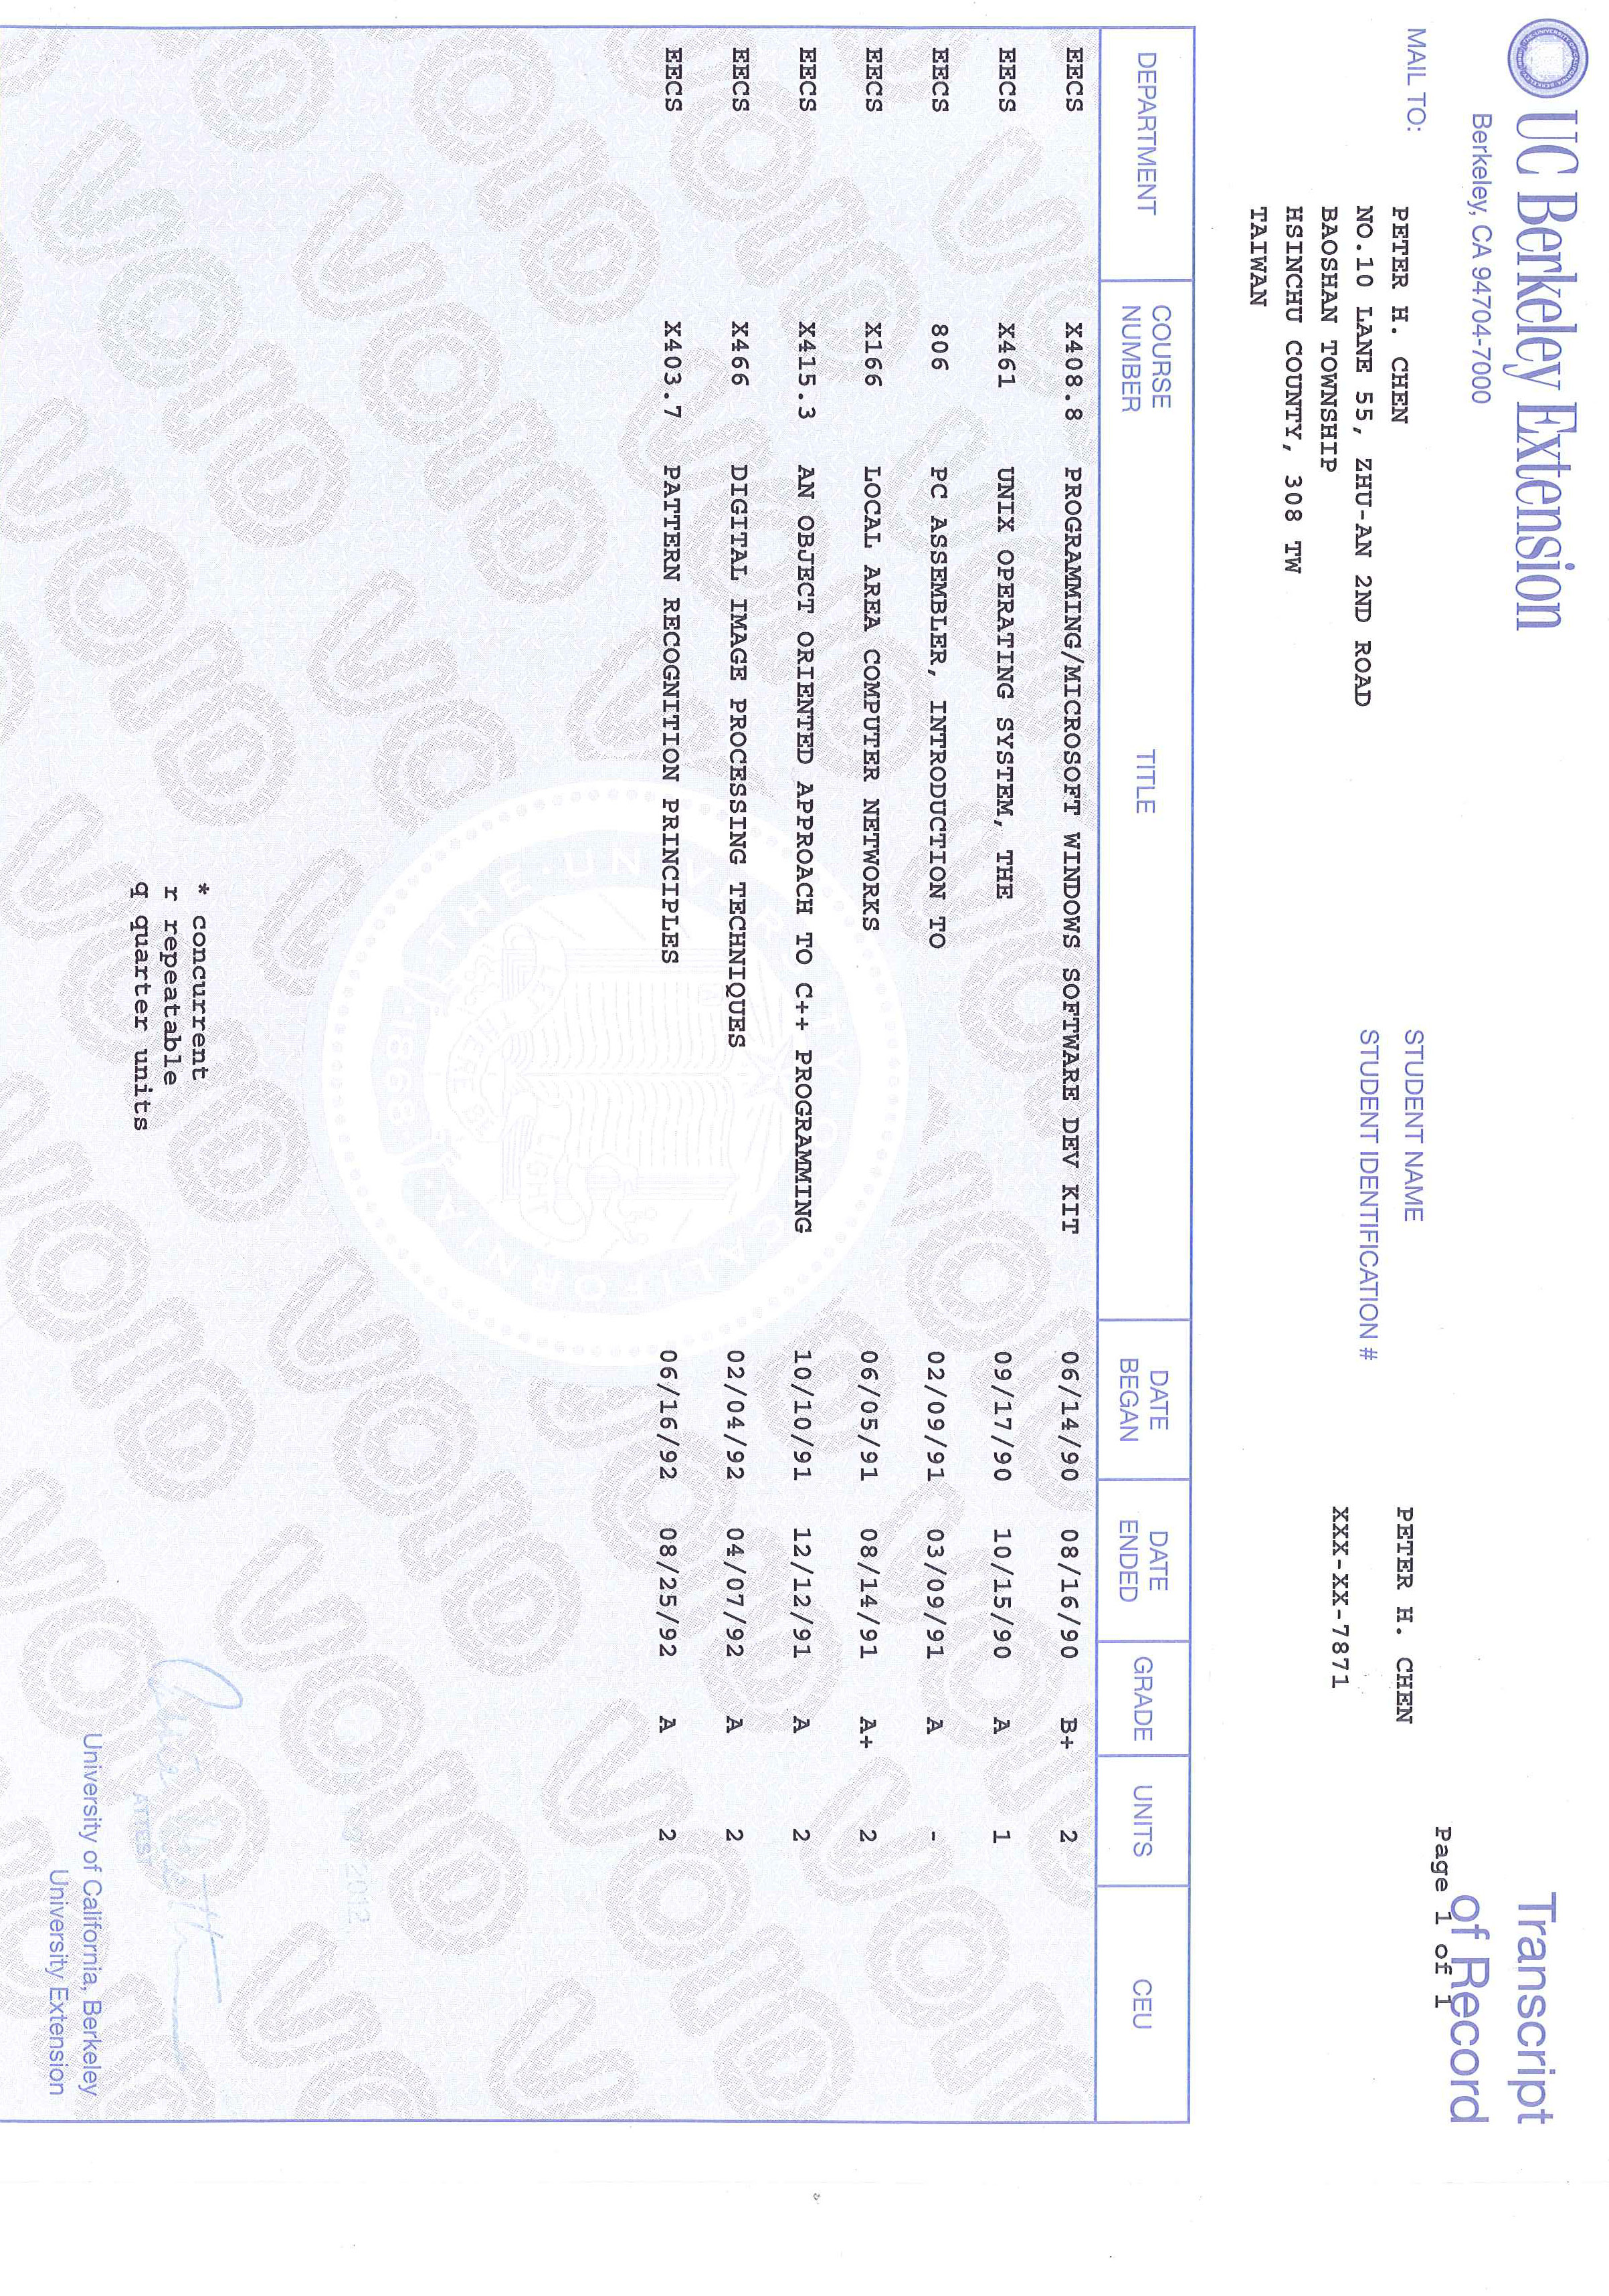 UC Berkeley Extension
Berkeley, CA 94704-7000
Transcript
of Record
Page 1 of 1
MAIL TO:
PETER H. CHEN
NO.10 LANE 55, ZHU-AN 2ND ROAD
BAOSHAN TOWNSHIP
HSINCHU COUNTY, 308 TW
TAIWAN
STUDENT NAME PETER H. CHEN
STUDENT IDENTIFICATION # XXX-XX-7871
DEPARTMENT COURSE NUMBER TITLE DATE BEGAN DATE ENDED GRADE UNITS CEU
EECS X408.8 PROGRAMMING/MICROSOFT WINDOWS SOFTWARE DEV KIT 06/14/90 08/16/90 B+ 2
EECS X461 UNIX OPERATING SYSTEM, THE 09/17/90 10/15/90 A 1
EECS 806 PC ASSEMBLER, INTRODUCTION TO 02/09/91 03/09/91 A -
EECS X166 LOCAL AREA COMPUTER NETWORKS 06/05/91 08/14/91 A+ 2
EECS X415.3 AN OBJECT ORIENTED APPROACH TO C++ PROGRAMMING 10/10/91 12/12/91 A 2
EECS X466 DIGITAL IMAGE PROCESSING TECHNIQUES 02/04/92 04/07/92 A 2
EECS X403.7 PATTERN RECOGNITION PRINCIPLES 06/16/92 08/25/92 A 2
* concurrent
r repeatable
q quarter units
2012
ATTEST
University of California, Berkeley
University Extension